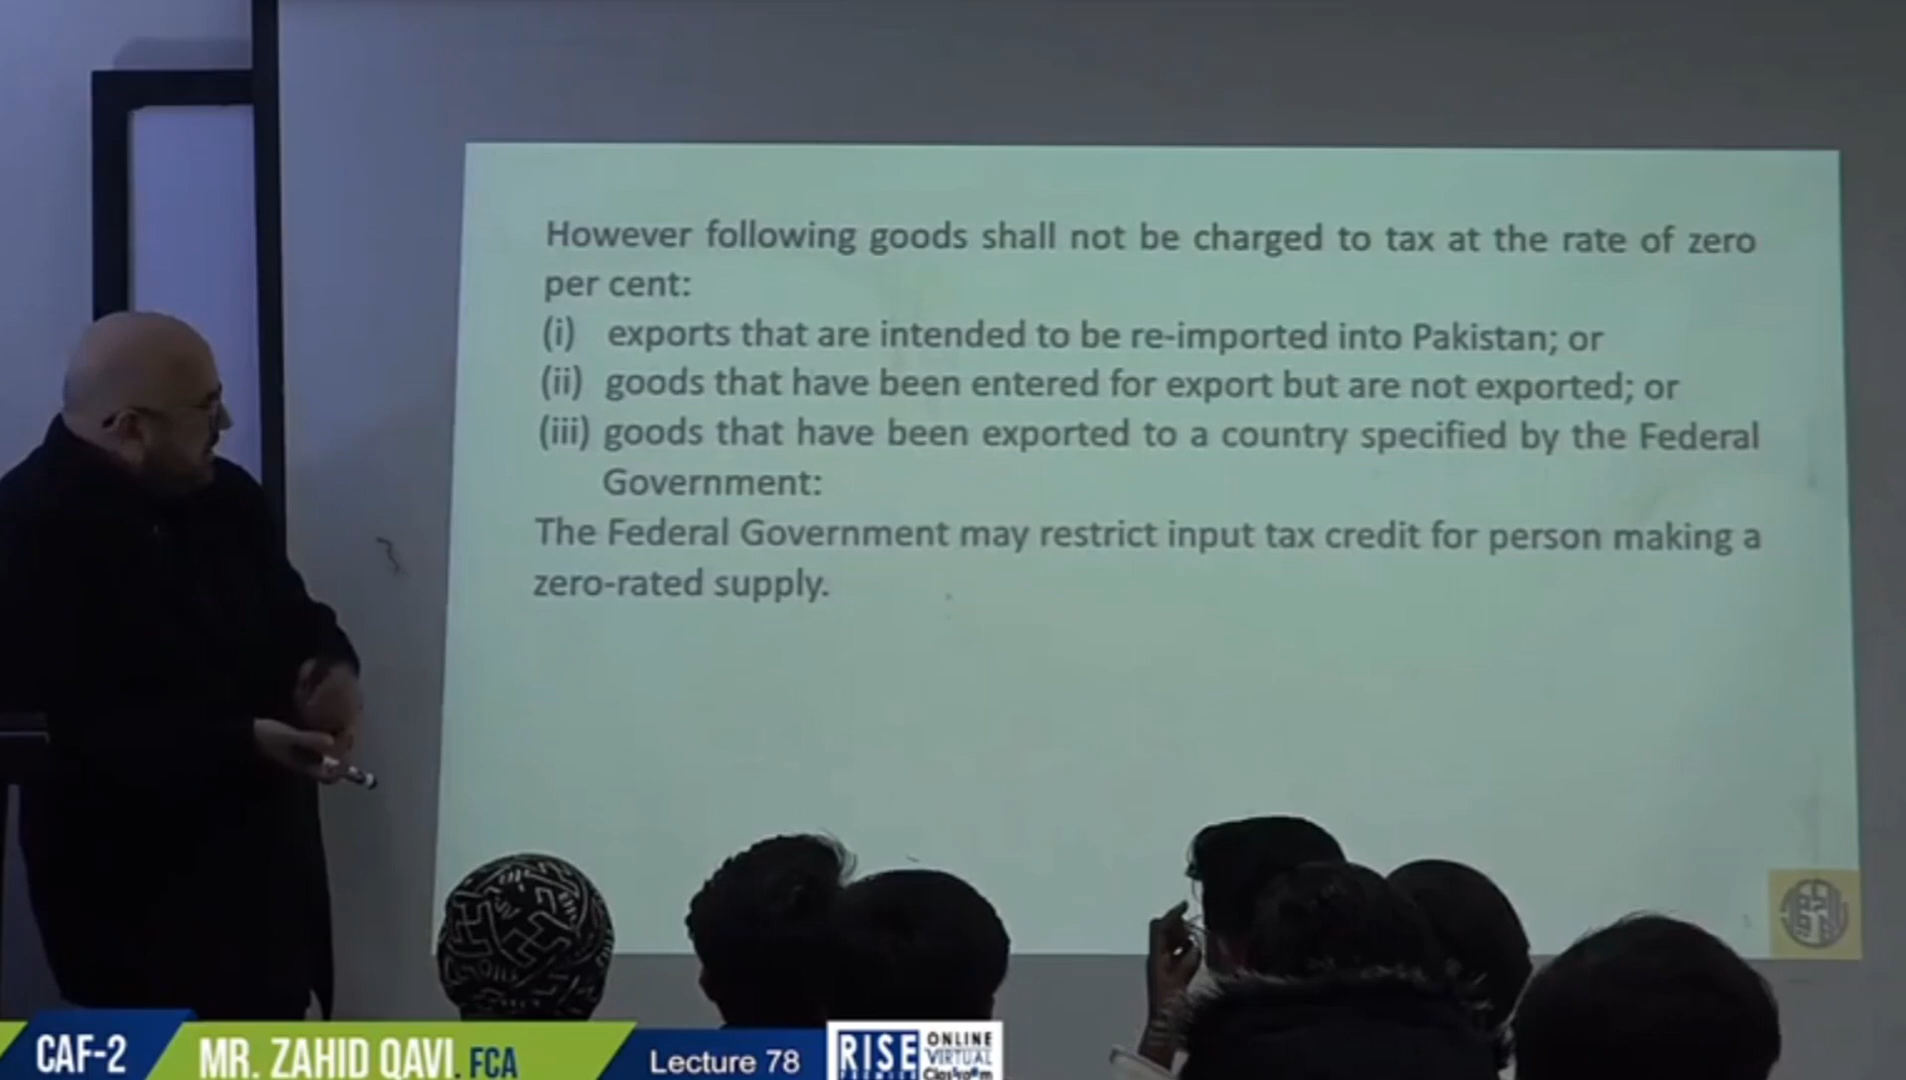 However following goods shall not be charged to tax at the rate of zero
per cent:
(i) exports that are intended to be re-imported into Pakistan; or
(ii) goods that have been entered for export but are not exported; or
(iii) goods that have been exported to a country specified by the Federal
Government:
The Federal Government may restrict input tax credit for person making a
zero-rated supply.
CAF-2
MR. ZAHID QAVI. FCA
Lecture 78
RISE
ONLINE
VIRTUAL
Classroom